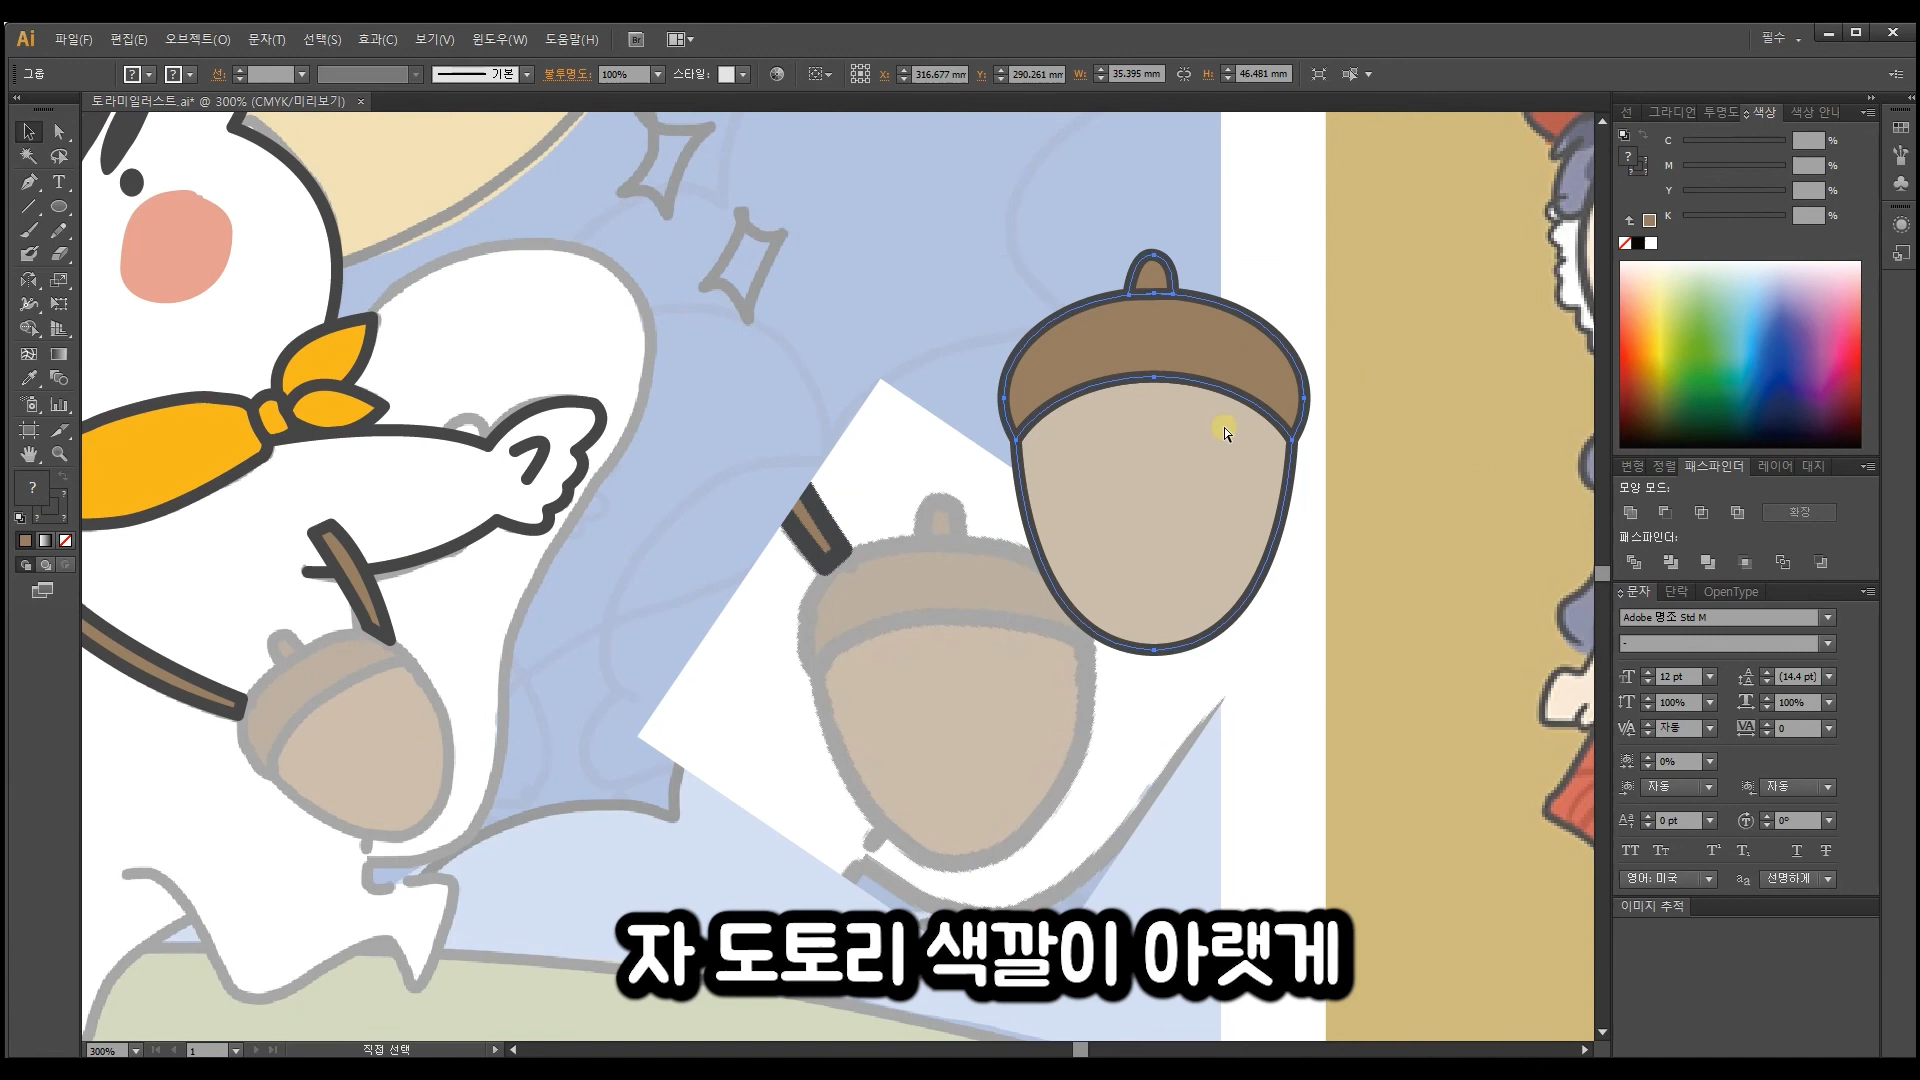 Ai 파일(F) 편집(E) 오브젝트(O) 문자(T) 선택(S) 효과(C) 보기(V) 윈도우(W) 도움말(H) Br 필수
그룹 ? ? 선: 기본 불투명도: 100% 스타일: X: 316.677 mm Y: 290.261 mm W: 35.395 mm H: 46.481 mm
토라미일러스트.ai* @ 300% (CMYK/미리보기) ×
선 그라디언 투명도 색상 색상 안니
C %
M %
Y %
K %
변형 정렬 패스파인더 레이어 대지
모양 모드:
확장
패스파인더:
문자 단락 OpenType
Adobe 명조 Std M
-
12 pt (14.4 pt)
100% 100%
자동 0
0%
자동 자동
0 pt 0°
영어: 미국 선명하게
이미지 추적
자 도토리 색깔이 아랫게
300% 1 직접 선택